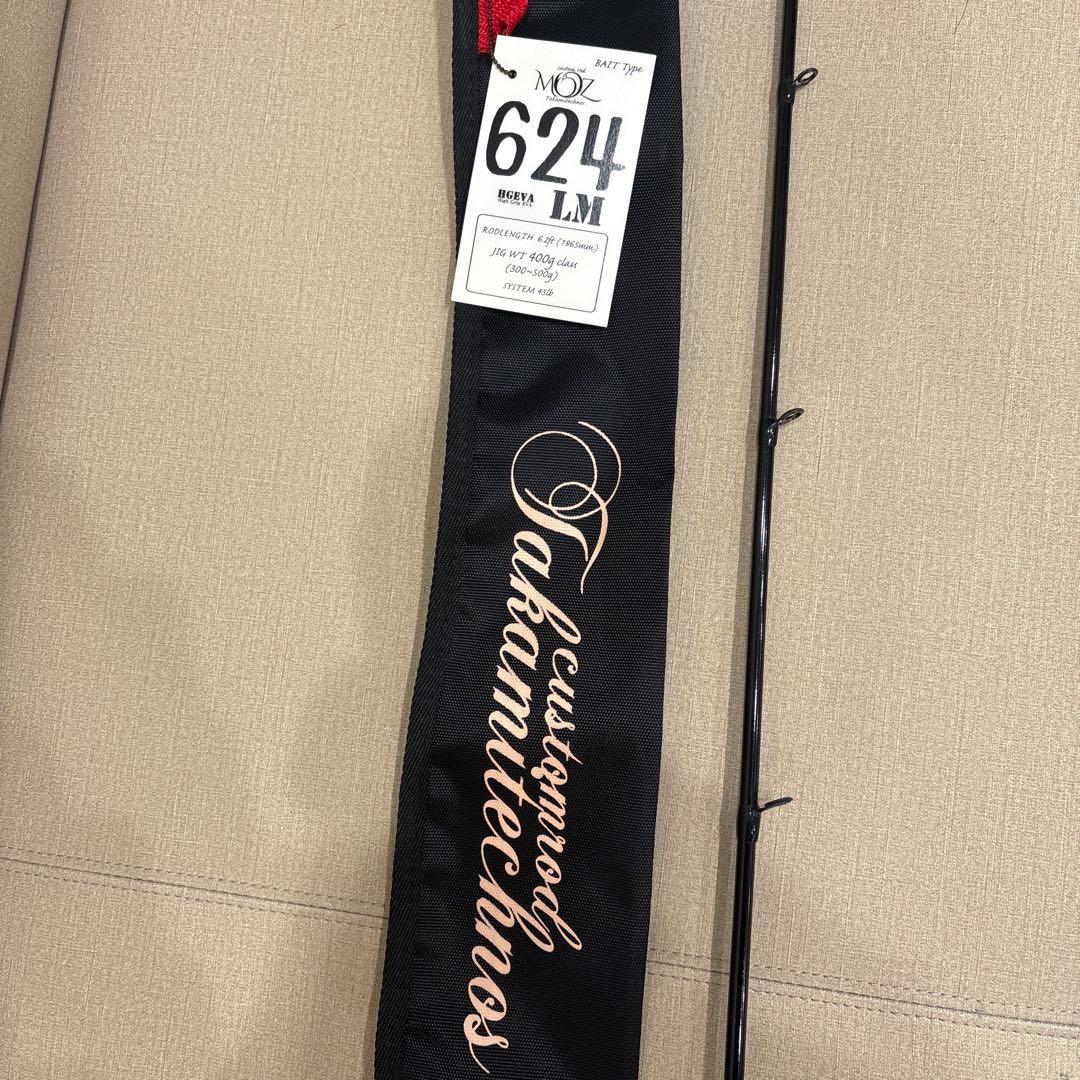 BAIT Type
custom rod
MOZ
Takamitechnos
624
HGEVA
High Grip EVA
LM
RODLENGTH 6.2ft (1865mm)
JIG WT 400g class
(300~500g)
SYSTEM 45lb
customrod
Takamitechnos